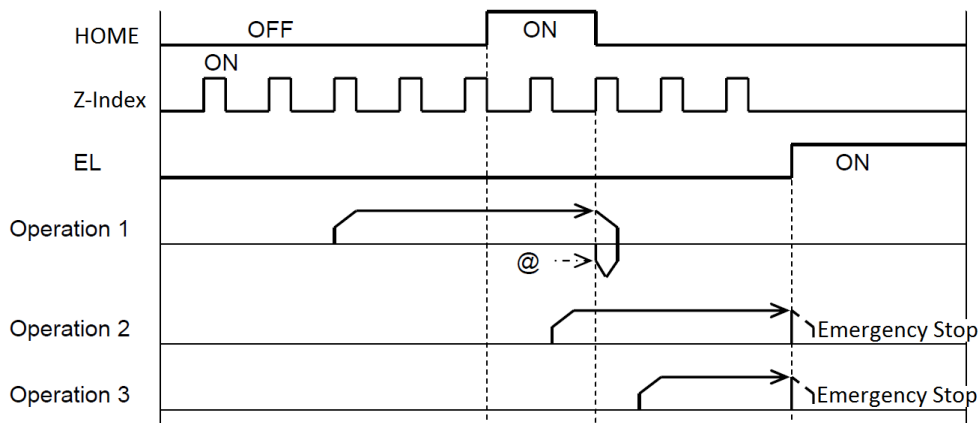 HOME OFF ON
ON
Z-Index
EL ON
Operation 1
@
Operation 2 Emergency Stop
Operation 3 Emergency Stop